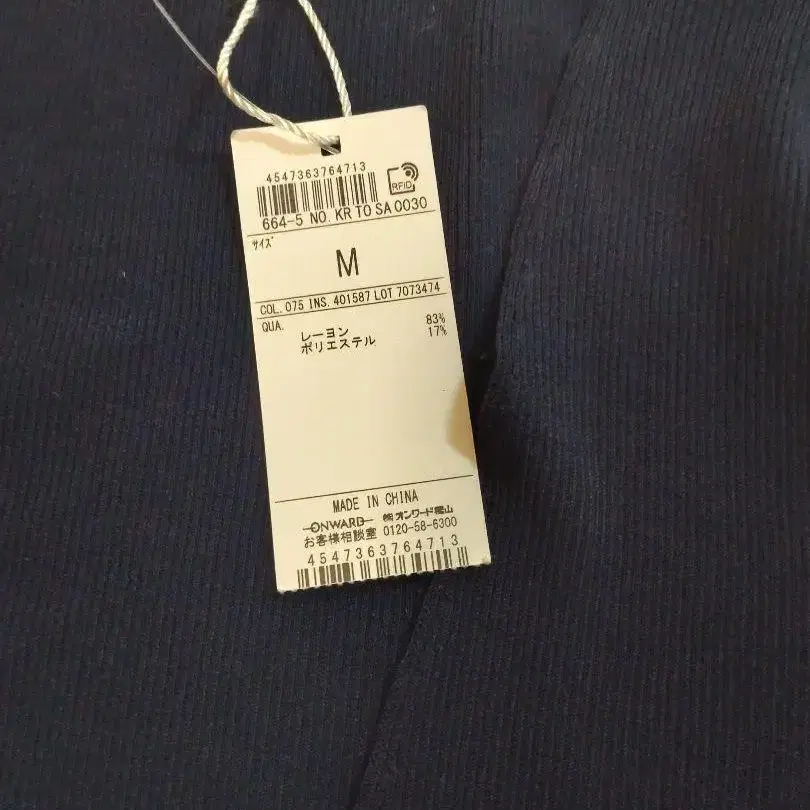 4547363764713
RFID
664-5 NO. KR TO SA 0030
サイズ
M
COL. 075 INS. 401587 LOT 7073474
QUA.
レーヨン 83%
ポリエステル 17%
MADE IN CHINA
ONWARD ㈱オンワード樫山
お客様相談室 0120-58-6300
4547363764713